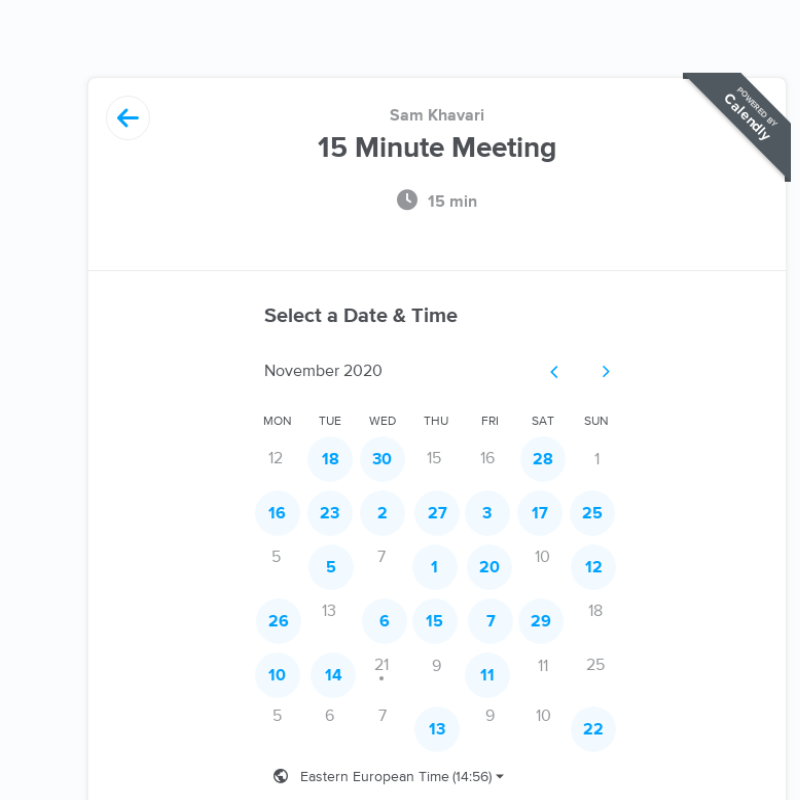 POWERED BY
Calendly
Sam Khavari
15 Minute Meeting
15 min
Select a Date & Time
November 2020
MON TUE WED THU FRI SAT SUN
12 18 30 15 16 28 1
16 23 2 27 3 17 25
5 5 7 1 20 10 12
26 13 6 15 7 29 18
10 14 21 9 11 11 25
5 6 7 13 9 10 22
Eastern European Time (14:56)